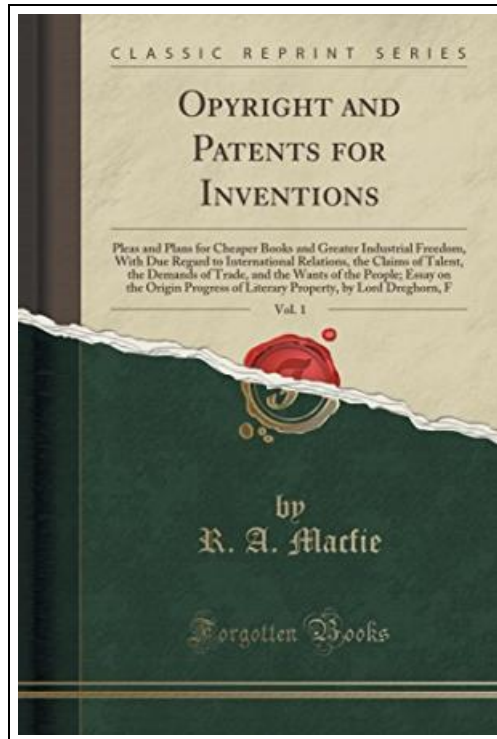 CLASSIC REPRINT SERIES
OPYRIGHT AND
PATENTS FOR
INVENTIONS
Pleas and Plans for Cheaper Books and Greater Industrial Freedom,
With Due Regard to International Relations, the Claims of Talent,
the Demands of Trade, and the Wants of the People; Essay on
the Origin Progress of Literary Property, by Lord Dreghorn, F
Vol. 1
by
R. A. Macfie
Forgotten Books